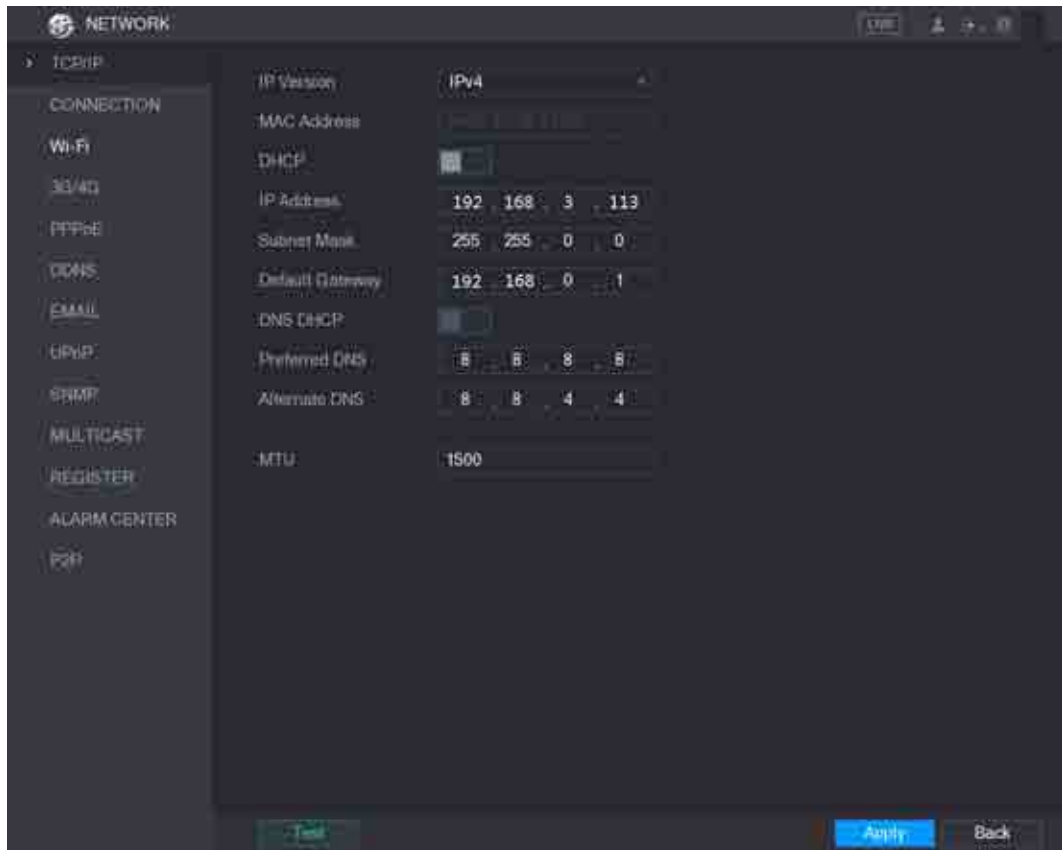 NETWORK
LIVE
TCP/IP
CONNECTION
Wi-Fi
3G/4G
PPPoE
DDNS
EMAIL
UPnP
SNMP
MULTICAST
REGISTER
ALARM CENTER
P2P
IP Version IPv4
MAC Address
DHCP
IP Address 192 . 168 . 3 . 113
Subnet Mask 255 . 255 . 0 . 0
Default Gateway 192 . 168 . 0 . 1
DNS DHCP
Preferred DNS 8 . 8 . 8 . 8
Alternate DNS 8 . 8 . 4 . 4
MTU 1500
Test Apply Back